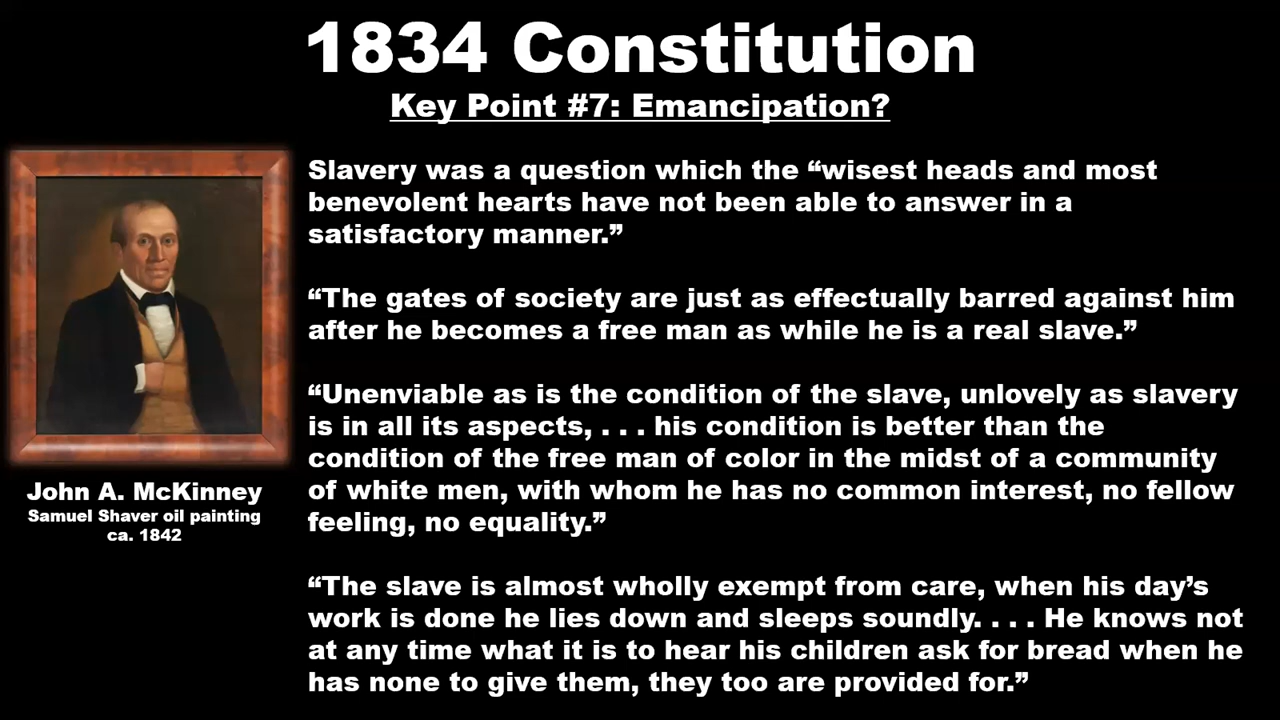 1834 Constitution
Key Point #7: Emancipation?
Slavery was a question which the “wisest heads and most
benevolent hearts have not been able to answer in a
satisfactory manner.”
“The gates of society are just as effectually barred against him
after he becomes a free man as while he is a real slave.”
“Unenviable as is the condition of the slave, unlovely as slavery
is in all its aspects, . . . his condition is better than the
condition of the free man of color in the midst of a community
of white men, with whom he has no common interest, no fellow
feeling, no equality.”
“The slave is almost wholly exempt from care, when his day’s
work is done he lies down and sleeps soundly. . . . He knows not
at any time what it is to hear his children ask for bread when he
has none to give them, they too are provided for.”
John A. McKinney
Samuel Shaver oil painting
ca. 1842